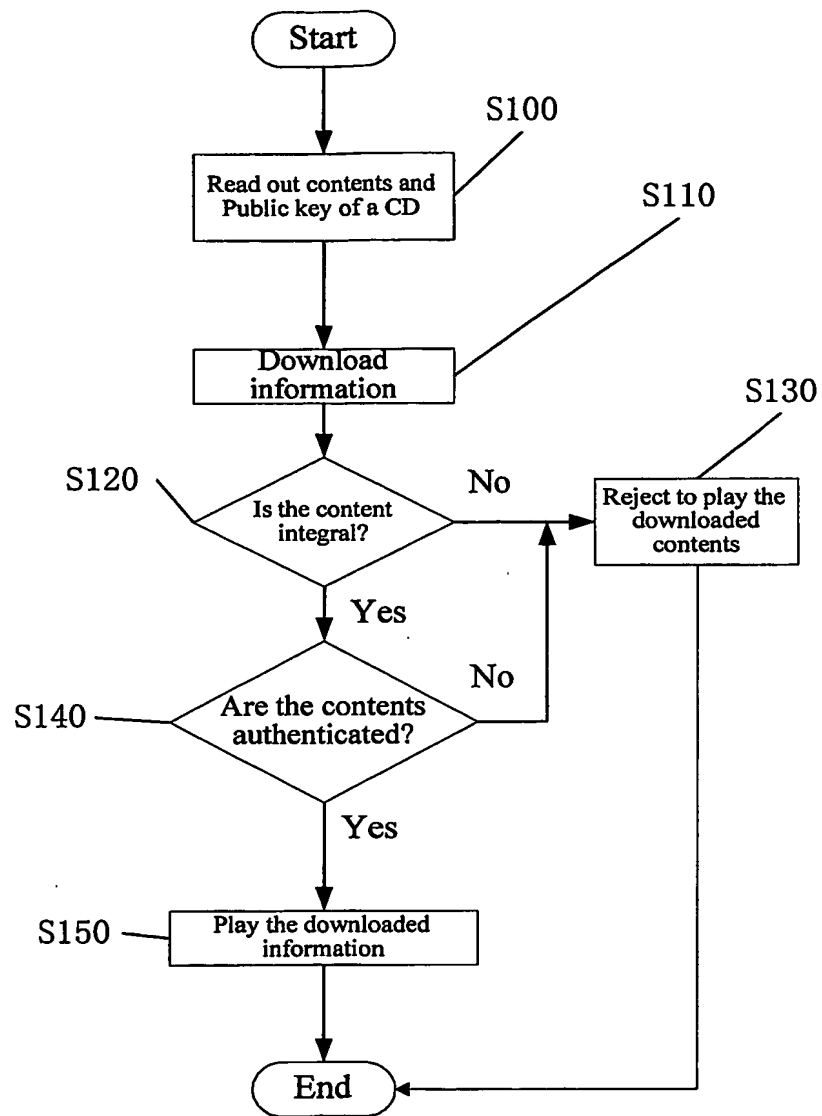 Start
S100
Read out contents and
Public key of a CD
S110
Download
information
S130
S120
Is the content
integral?
No
Reject to play the
downloaded
contents
Yes
No
S140
Are the contents
authenticated?
Yes
S150
Play the downloaded
information
End